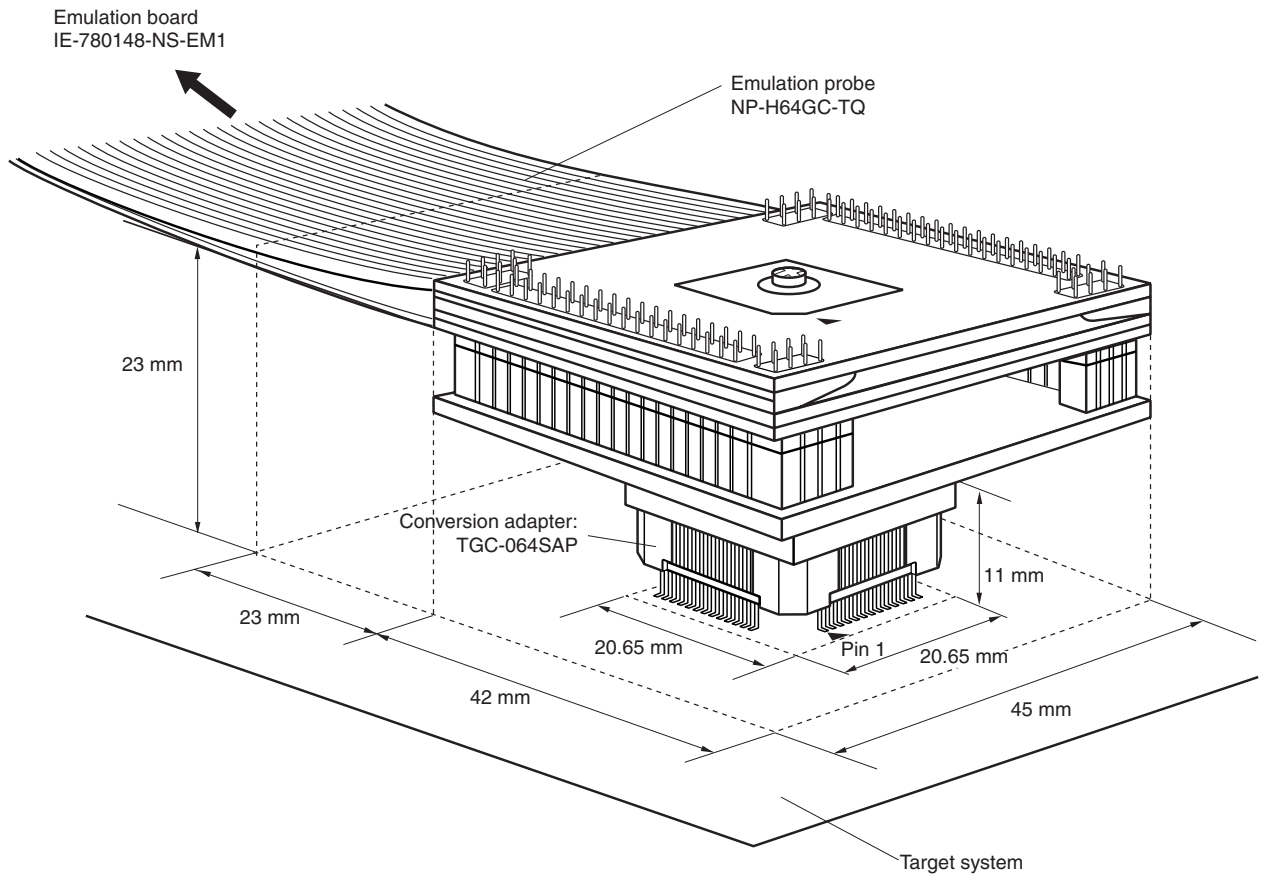 Emulation board
IE-780148-NS-EM1
Emulation probe
NP-H64GC-TQ
23 mm
Conversion adapter:
TGC-064SAP
11 mm
23 mm
20.65 mm
Pin 1
20.65 mm
42 mm
45 mm
Target system